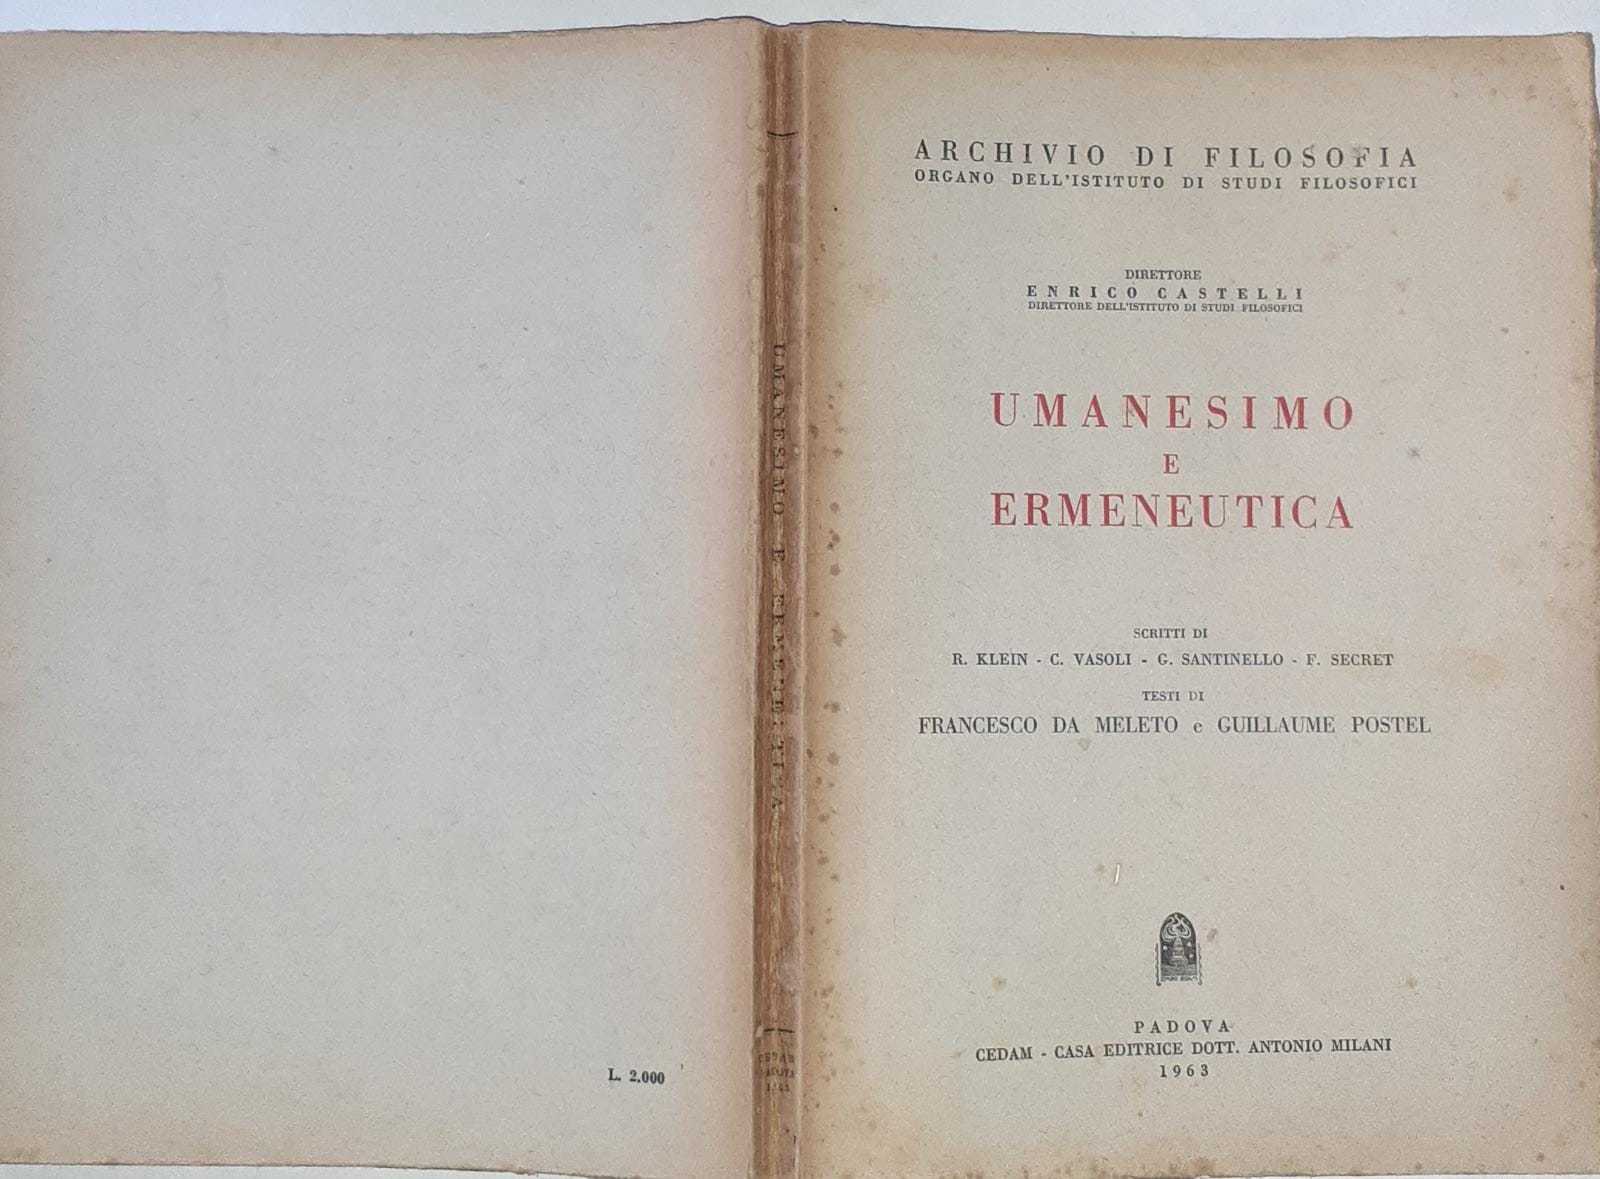 L. 2.000
UMANESIMO E ERMENEUTICA
CEDAM
PADOVA
ARCHIVIO DI FILOSOFIA
ORGANO DELL'ISTITUTO DI STUDI FILOSOFICI
DIRETTORE
ENRICO CASTELLI
DIRETTORE DELL'ISTITUTO DI STUDI FILOSOFICI
UMANESIMO
E
ERMENEUTICA
SCRITTI DI
R. KLEIN - C. VASOLI - G. SANTINELLO - F. SECRET
TESTI DI
FRANCESCO DA MELETO e GUILLAUME POSTEL
PADOVA
CEDAM - CASA EDITRICE DOTT. ANTONIO MILANI
1963